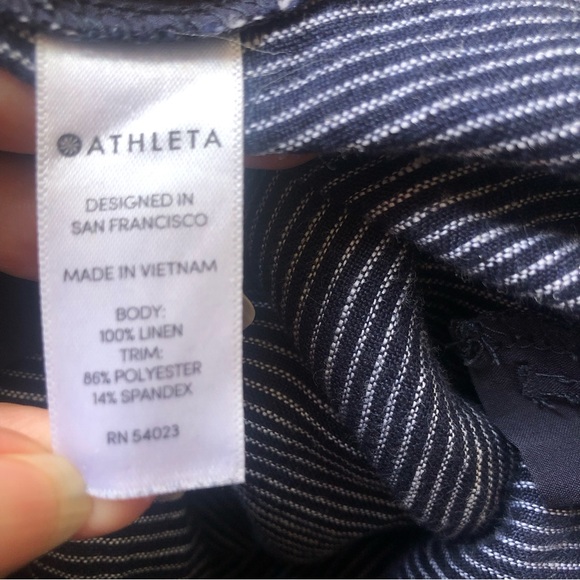 ATHLETA
DESIGNED IN
SAN FRANCISCO
MADE IN VIETNAM
BODY:
100% LINEN
TRIM:
86% POLYESTER
14% SPANDEX
RN 54023